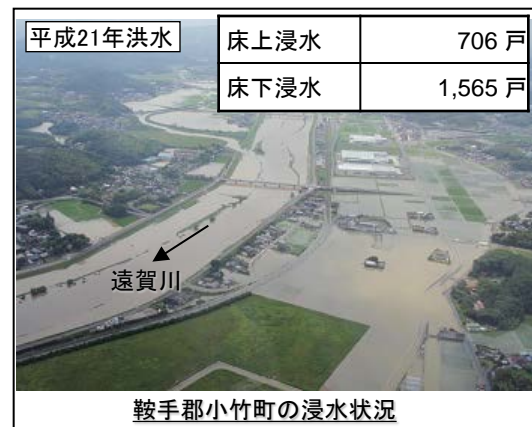 平成21年洪水
床上浸水 706 戸
床下浸水 1,565 戸
遠賀川
鞍手郡小竹町の浸水状況